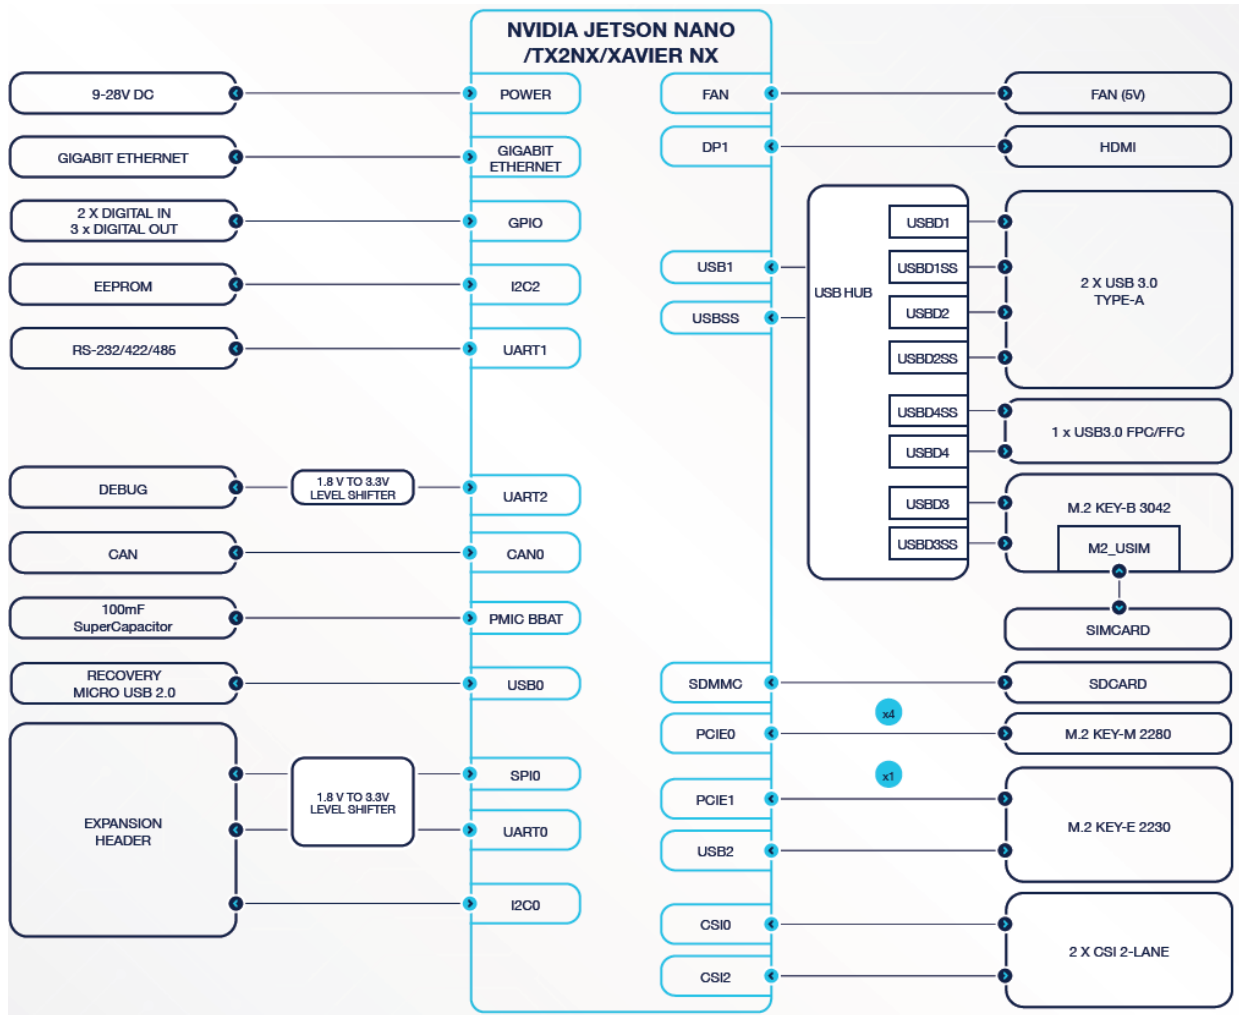 NVIDIA JETSON NANO
/TX2NX/XAVIER NX
9-28V DC
POWER
FAN
FAN (5V)
GIGABIT ETHERNET
GIGABIT
ETHERNET
DP1
HDMI
2 X DIGITAL IN
3 x DIGITAL OUT
GPIO
USBD1
EEPROM
I2C2
USB1
USBSS
USB HUB
USBD1SS
USBD2
USBD2SS
2 X USB 3.0
TYPE-A
RS-232/422/485
UART1
USBD4SS
USBD4
1 x USB3.0 FPC/FFC
DEBUG
1.8 V TO 3.3V
LEVEL SHIFTER
UART2
USBD3
USBD3SS
M.2 KEY-B 3042
M2_USIM
CAN
CAN0
100mF
SuperCapacitor
PMIC BBAT
SIMCARD
RECOVERY
MICRO USB 2.0
USB0
SDMMC
SDCARD
x4
PCIE0
M.2 KEY-M 2280
x1
EXPANSION
HEADER
1.8 V TO 3.3V
LEVEL SHIFTER
SPI0
UART0
I2C0
PCIE1
USB2
M.2 KEY-E 2230
CSI0
CSI2
2 X CSI 2-LANE